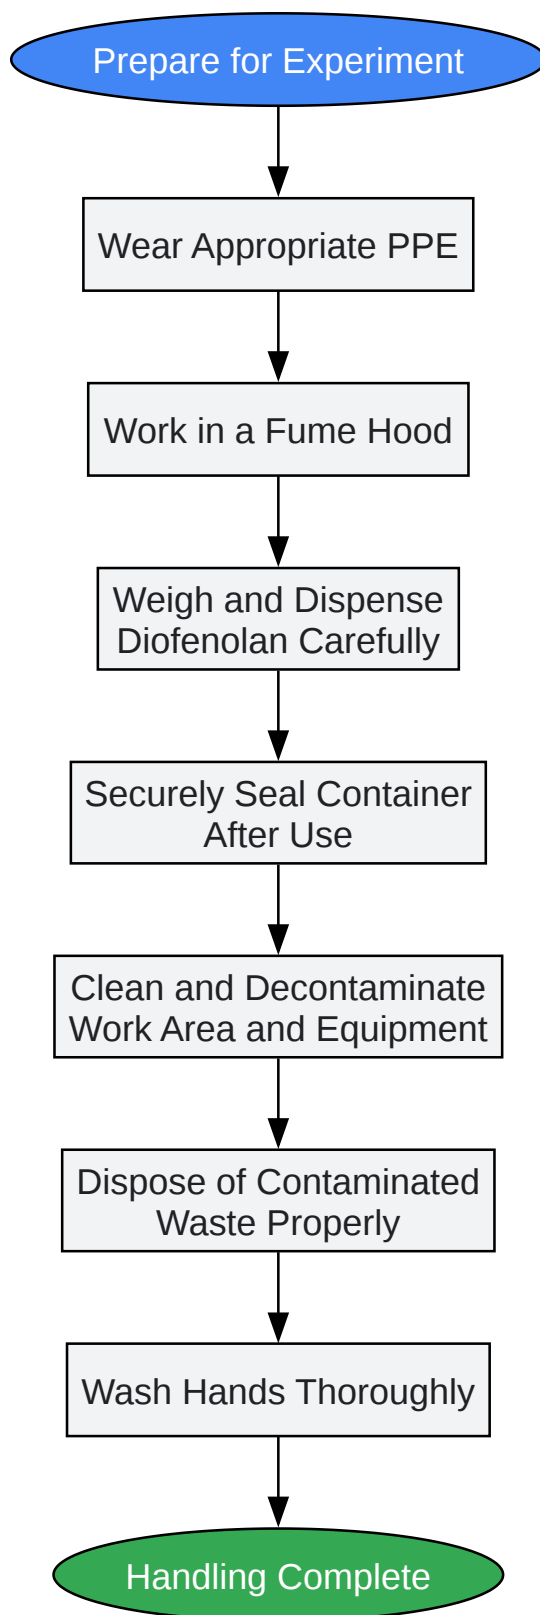 Prepare for Experiment
Wear Appropriate PPE
Work in a Fume Hood
Weigh and Dispense
Diofenolan Carefully
Securely Seal Container
After Use
Clean and Decontaminate
Work Area and Equipment
Dispose of Contaminated
Waste Properly
Wash Hands Thoroughly
Handling Complete